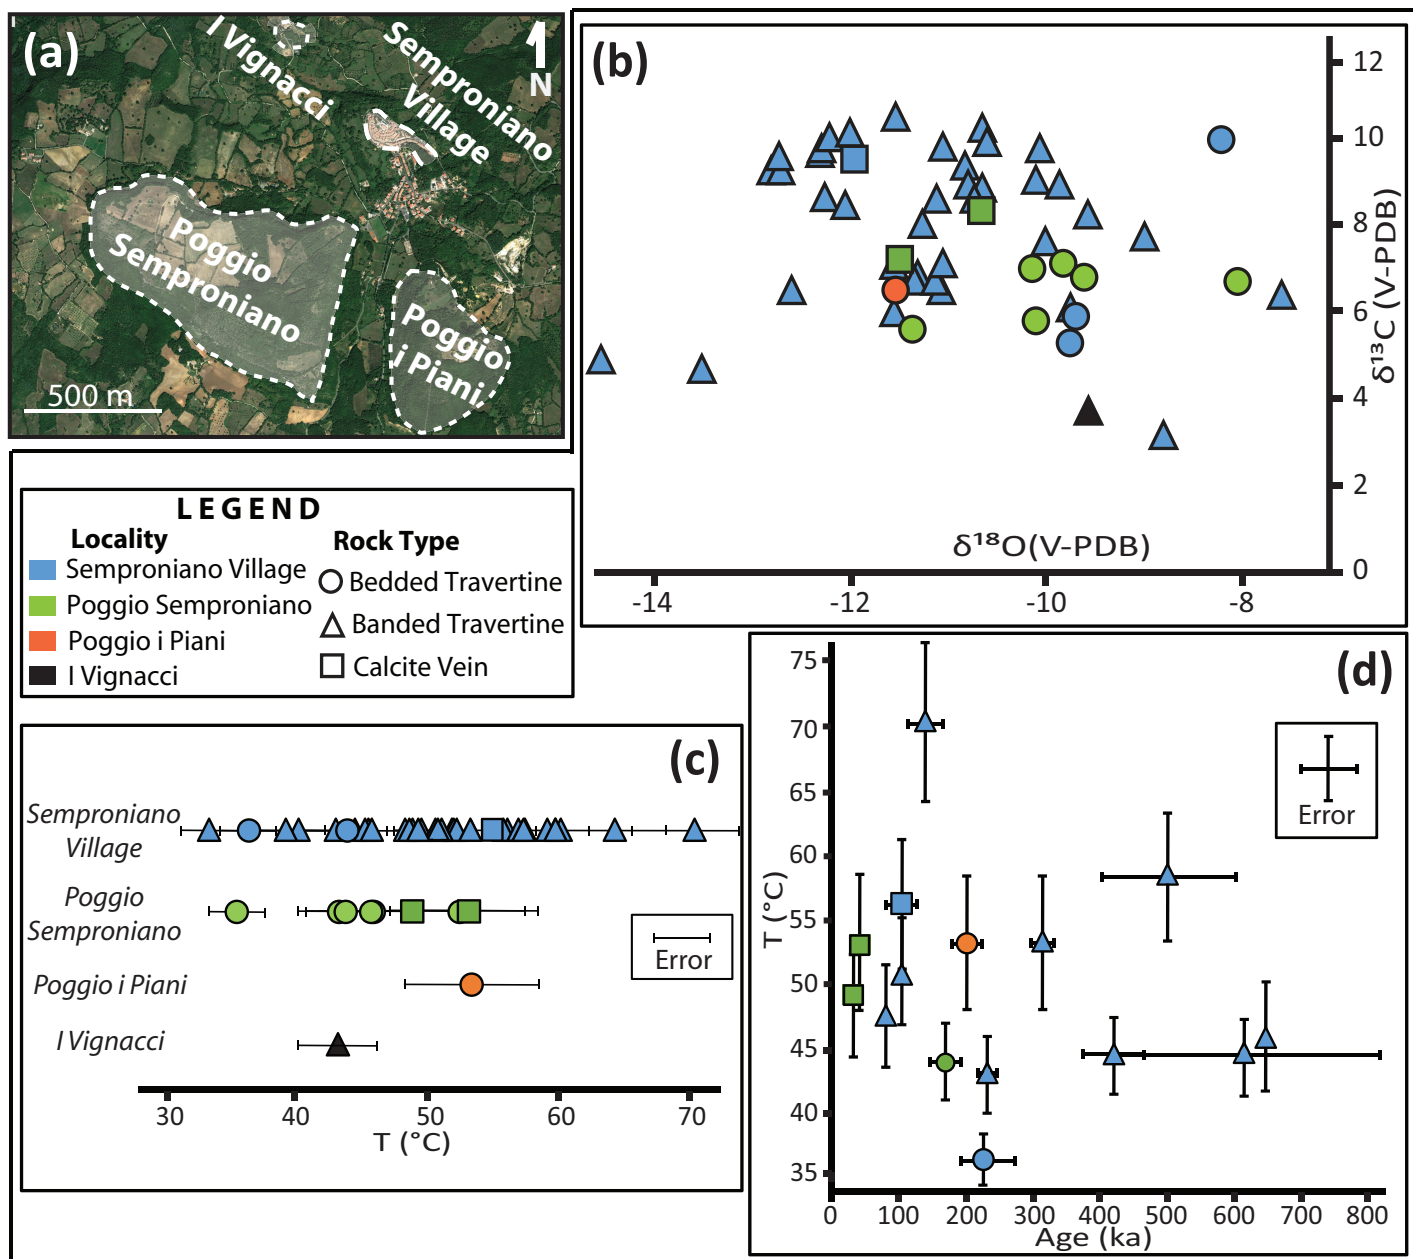 (a)
I Vignacci
Semproniano
Village
N
Poggio
Semproniano
Poggio
i Piani
500 m
(b)
12
10
8
6
4
2
0
δ¹³C (V-PDB)
δ¹⁸O(V-PDB)
-14
-12
-10
-8
LEGEND
Locality
Semproniano Village
Poggio Semproniano
Poggio i Piani
I Vignacci
Rock Type
Bedded Travertine
Banded Travertine
Calcite Vein
(c)
Semproniano
Village
Poggio
Semproniano
Poggio i Piani
I Vignacci
Error
30
40
50
60
70
T (°C)
(d)
75
70
65
60
55
50
45
40
35
T (°C)
Error
0
100
200
300
400
500
600
700
800
Age (ka)